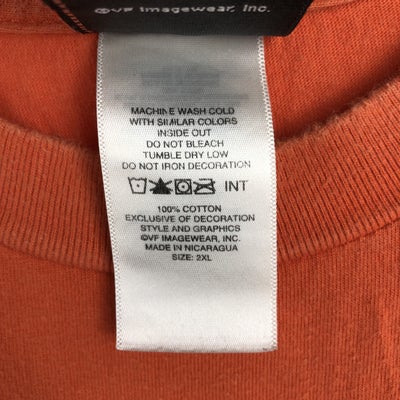 ©VF Imagewear, Inc.
MACHINE WASH COLD
WITH SIMILAR COLORS
INSIDE OUT
DO NOT BLEACH
TUMBLE DRY LOW
DO NOT IRON DECORATION
INT
100% COTTON
EXCLUSIVE OF DECORATION
STYLE AND GRAPHICS
©VF IMAGEWEAR, INC.
MADE IN NICARAGUA
SIZE: 2XL